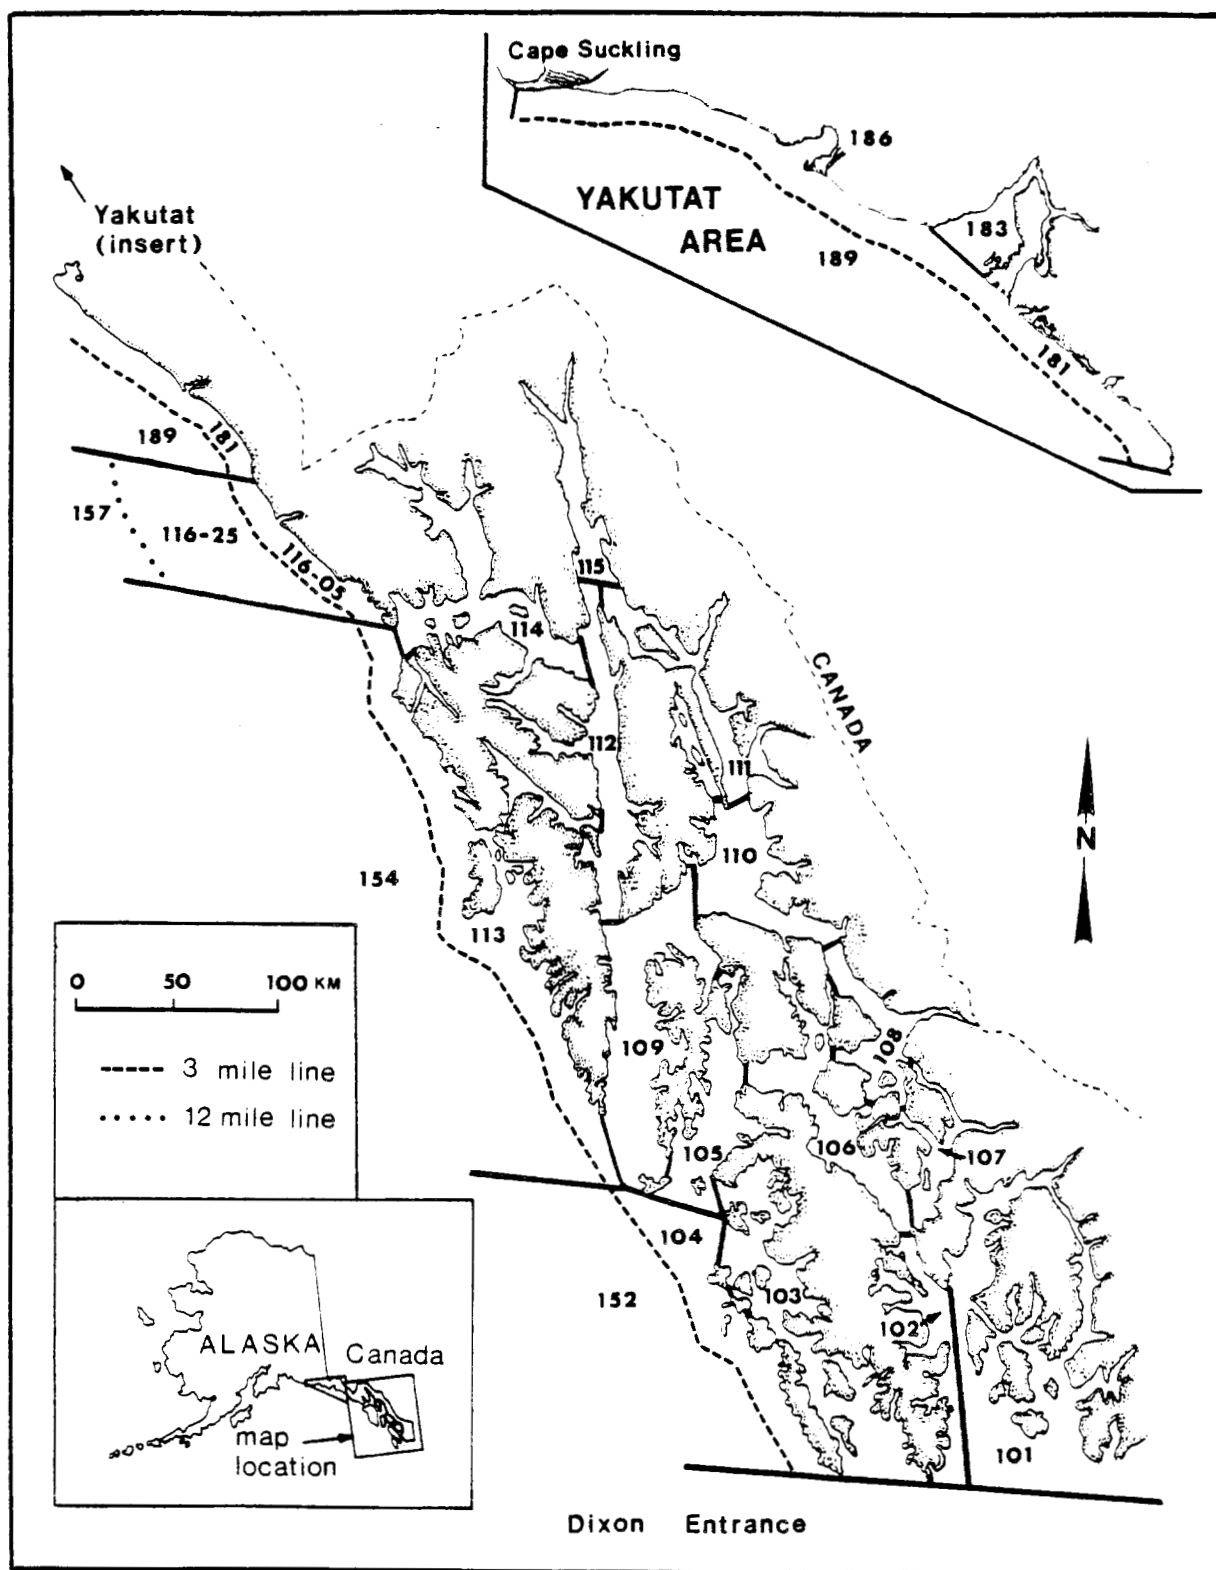 Cape Suckling
186
YAKUTAT
AREA
183
189
181
Yakutat
(insert)
189
181
157
116-25
116-05
115
114
CANADA
112
111
N
110
154
113
0 50 100 KM
3 mile line
12 mile line
109
108
105
106
107
104
152
103
102
101
ALASKA
Canada
map
location
Dixon Entrance